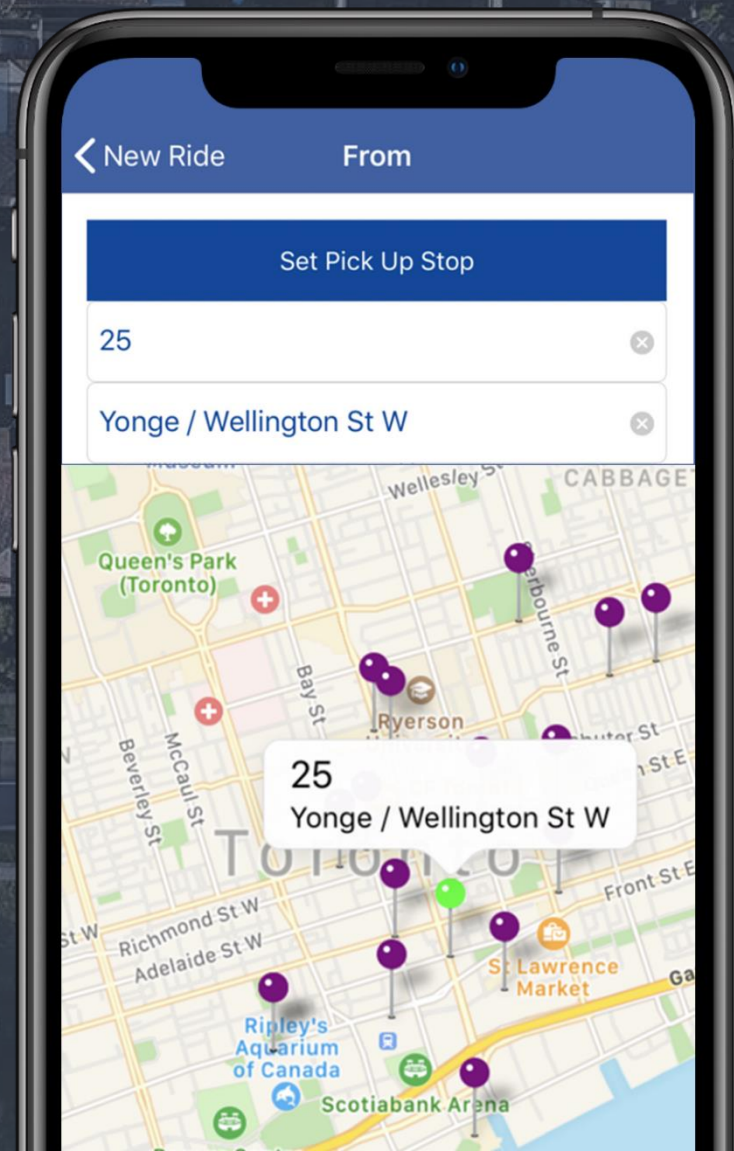 New Ride
From
Set Pick Up Stop
25
Yonge / Wellington St W
Wellesley St
CABBAGE
Queen's Park
(Toronto)
Bay St
Ryerson
McCaul St
Beverley St
25
Yonge / Wellington St W
Toronto
Front St E
St W
Richmond St W
Adelaide St W
St Lawrence
Market
Ga
Ripley's
Aquarium
of Canada
Scotiabank Arena